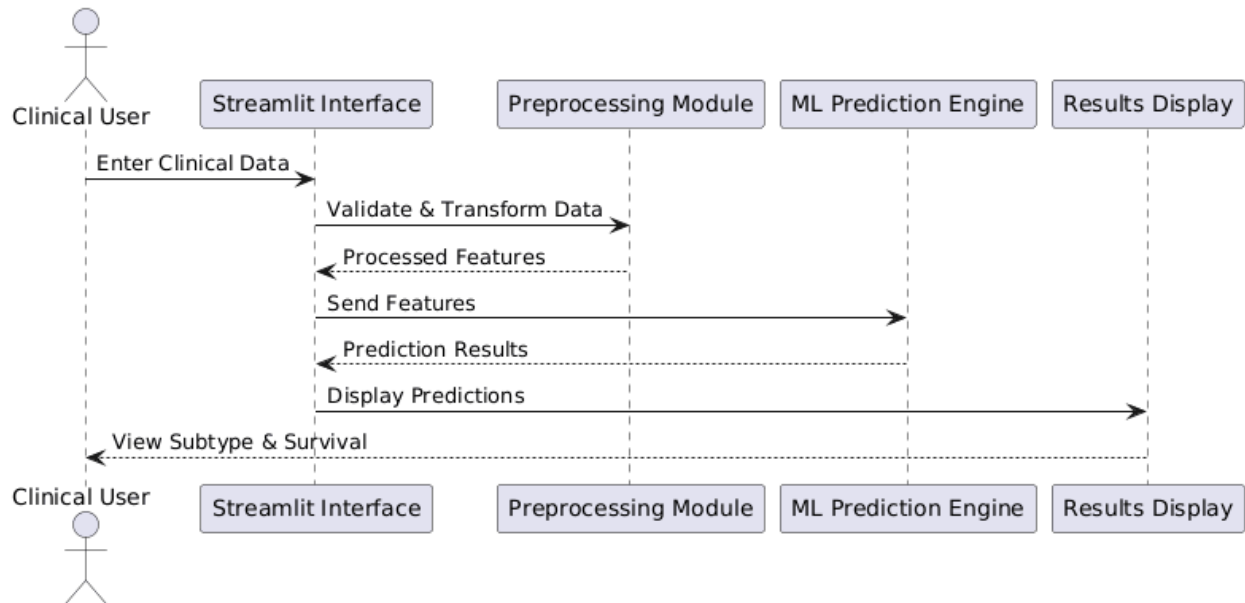 Clinical User
Streamlit Interface
Preprocessing Module
ML Prediction Engine
Results Display
Enter Clinical Data
Validate & Transform Data
Processed Features
Send Features
Prediction Results
Display Predictions
View Subtype & Survival
Clinical User
Streamlit Interface
Preprocessing Module
ML Prediction Engine
Results Display